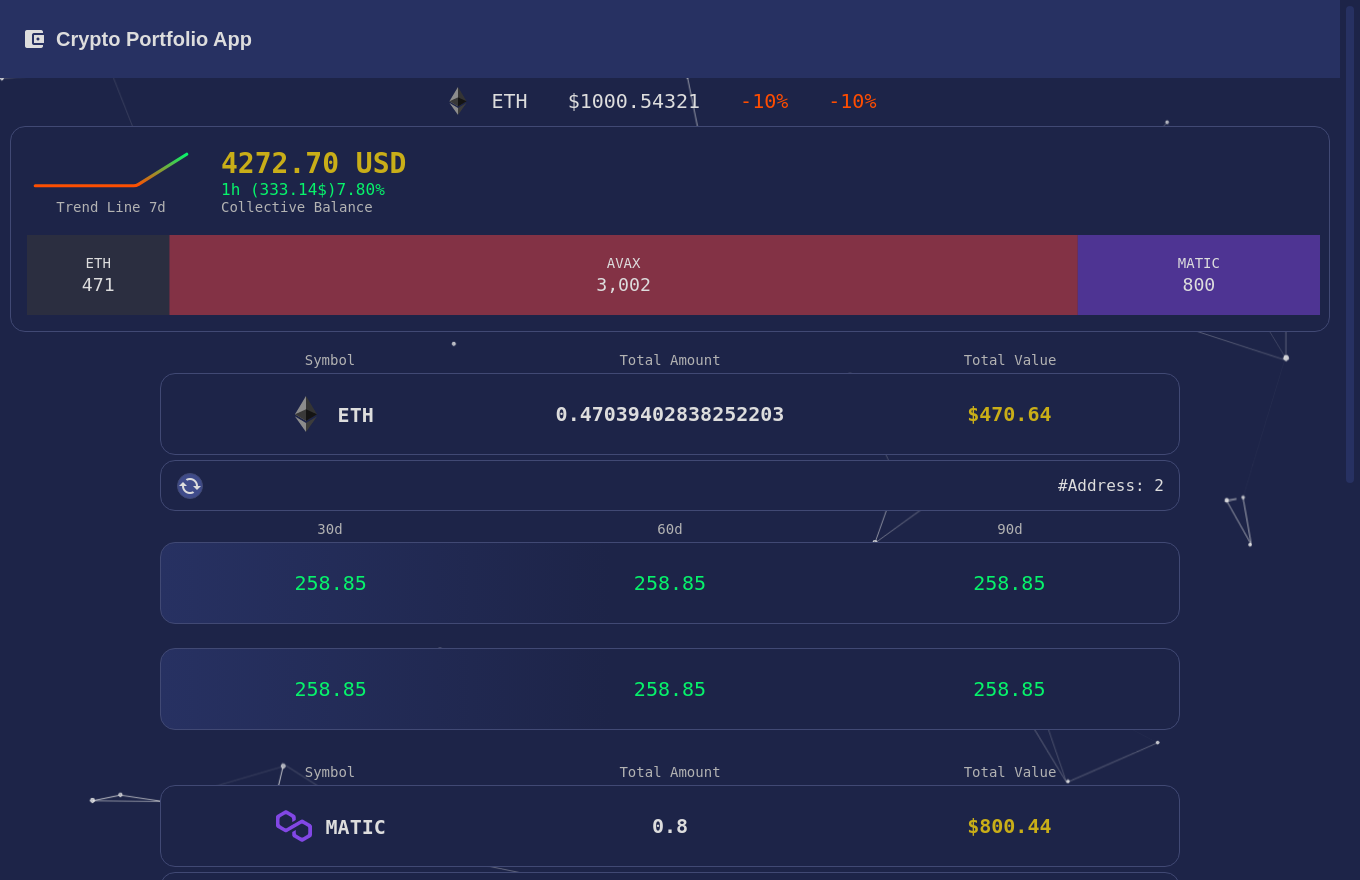 Crypto Portfolio App
ETH $1000.54321 -10% -10%
4272.70 USD
1h (333.14$)7.80%
Trend Line 7d Collective Balance
ETH AVAX MATIC
471 3,002 800
Symbol Total Amount Total Value
ETH 0.47039402838252203 $470.64
#Address: 2
30d 60d 90d
258.85 258.85 258.85
258.85 258.85 258.85
Symbol Total Amount Total Value
MATIC 0.8 $800.44